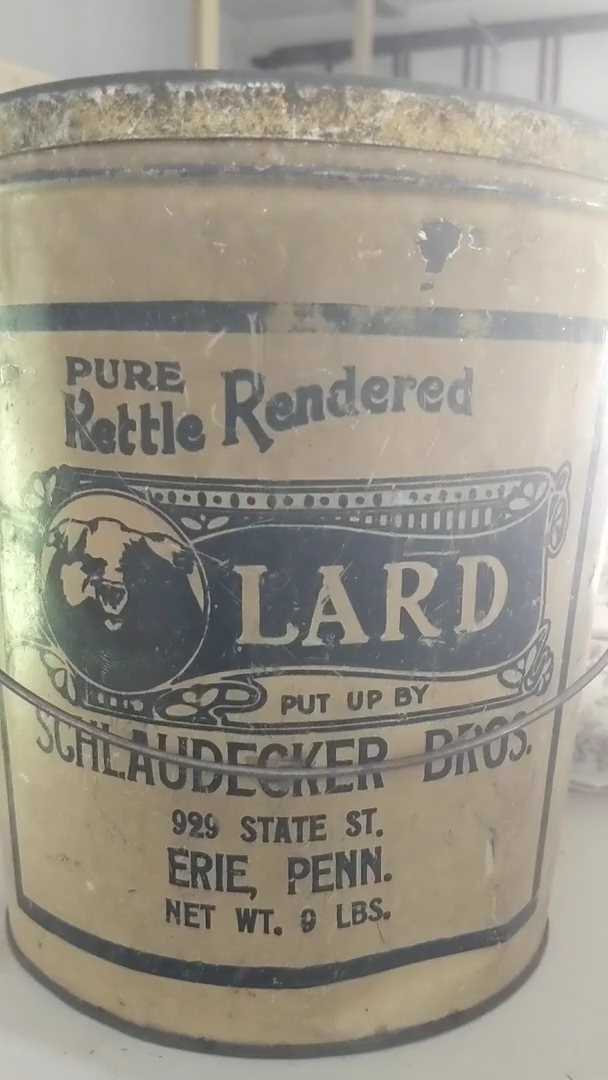 PURE
Kettle Rendered
LARD
PUT UP BY
SCHLAUDECKER BROS.
929 STATE ST.
ERIE, PENN.
NET WT. 9 LBS.